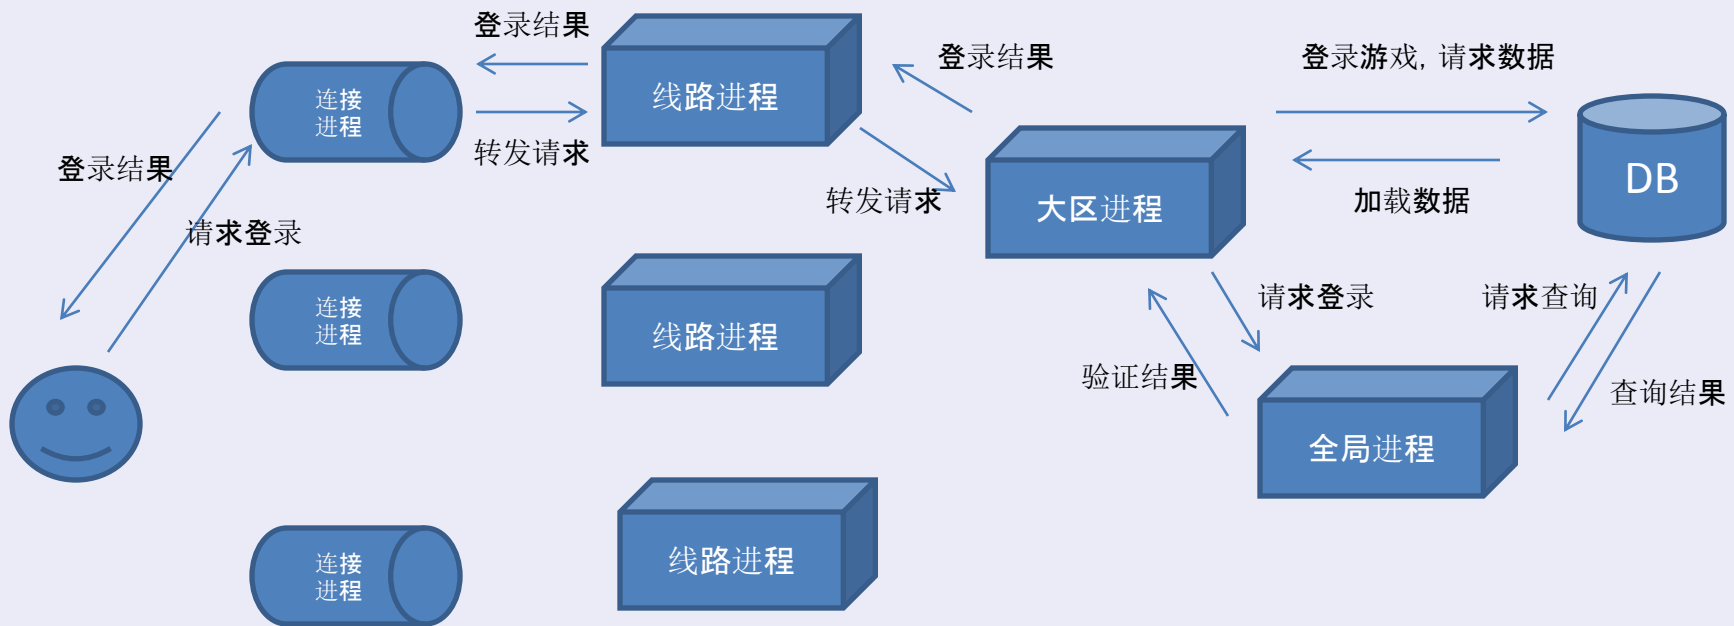 登录结果
线路进程
登录结果
登录游戏, 请求数据
连接
进程
转发请求
登录结果
转发请求
大区进程
加载数据
DB
请求登录
连接
进程
线路进程
请求登录
请求查询
验证结果
查询结果
全局进程
连接
进程
线路进程